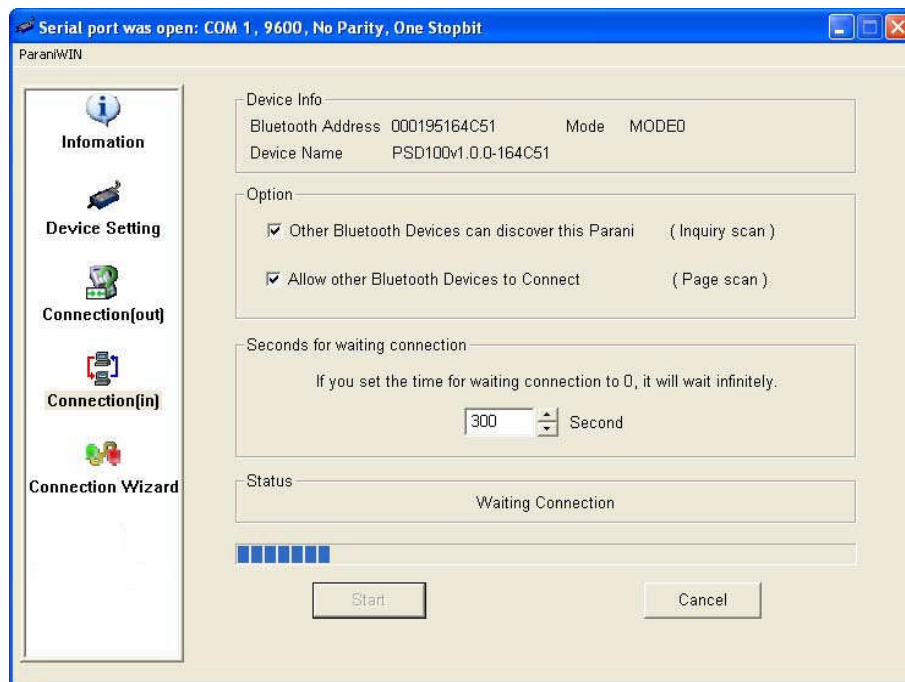 Serial port was open: COM 1, 9600, No Parity, One Stopbit
ParaniWIN
Infomation
Device Setting
Connection(out)
Connection(in)
Connection Wizard
Device Info
Bluetooth Address 000195164C51 Mode MODE0
Device Name PSD100v1.0.0-164C51
Option
Other Bluetooth Devices can discover this Parani ( Inquiry scan )
Allow other Bluetooth Devices to Connect ( Page scan )
Seconds for waiting connection
If you set the time for waiting connection to 0, it will wait infinitely.
300 Second
Status
Waiting Connection
Start Cancel